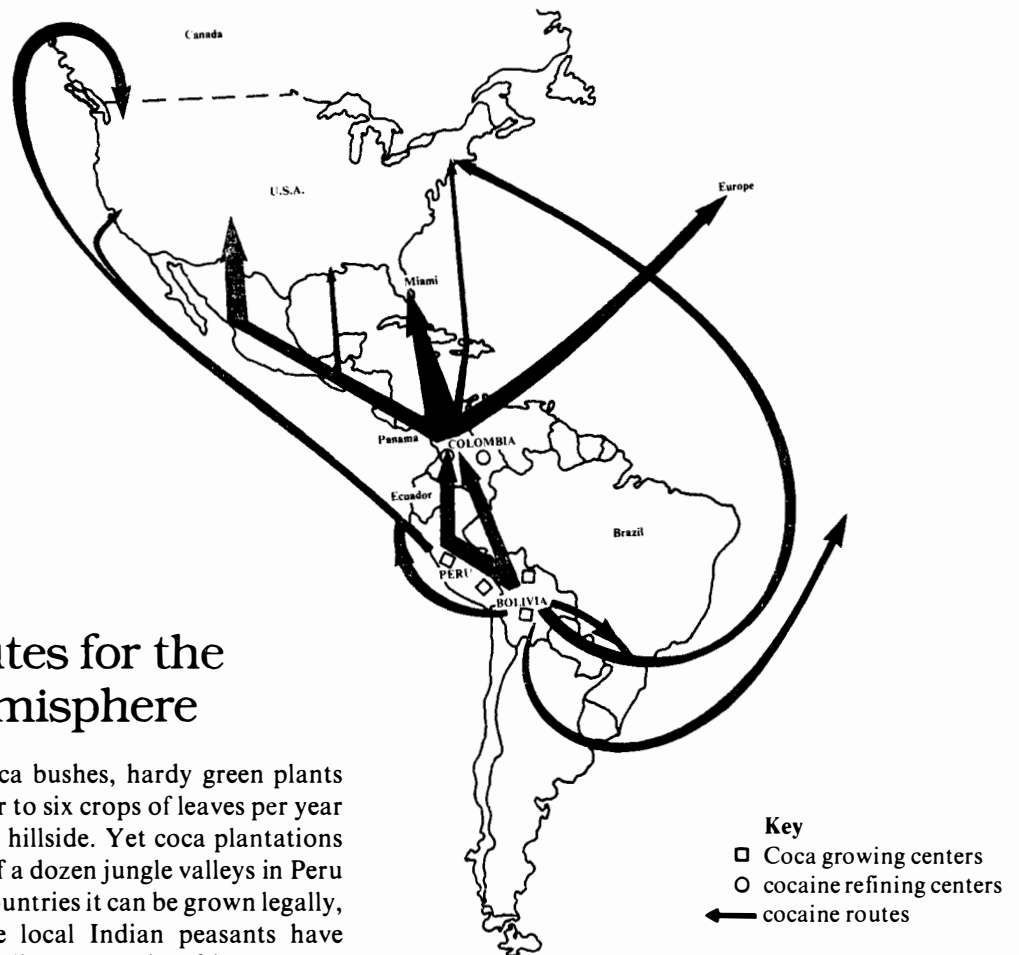 Canada
U.S.A.
Europe
Miami
Panama
COLOMBIA
Ecuador
Brazil
PERU
BOLIVIA
utes for the
misphere
ca bushes, hardy green plants
r to six crops of leaves per year
hillside. Yet coca plantations
f a dozen jungle valleys in Peru
ountries it can be grown legally,
e local Indian peasants have
Key
Coca growing centers
cocaine refining centers
cocaine routes